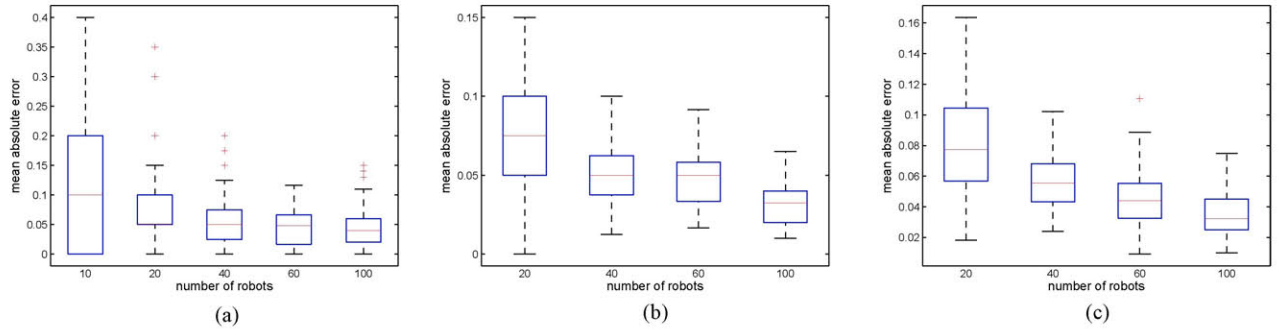 mean absolute error
0.4
0.35
0.3
0.25
0.2
0.15
0.1
0.05
0
10 20 40 60 100
number of robots
(a)
mean absolute error
0.15
0.1
0.05
0
20 40 60 100
number of robots
(b)
mean absolute error
0.16
0.14
0.12
0.1
0.08
0.06
0.04
0.02
20 40 60 100
number of robots
(c)